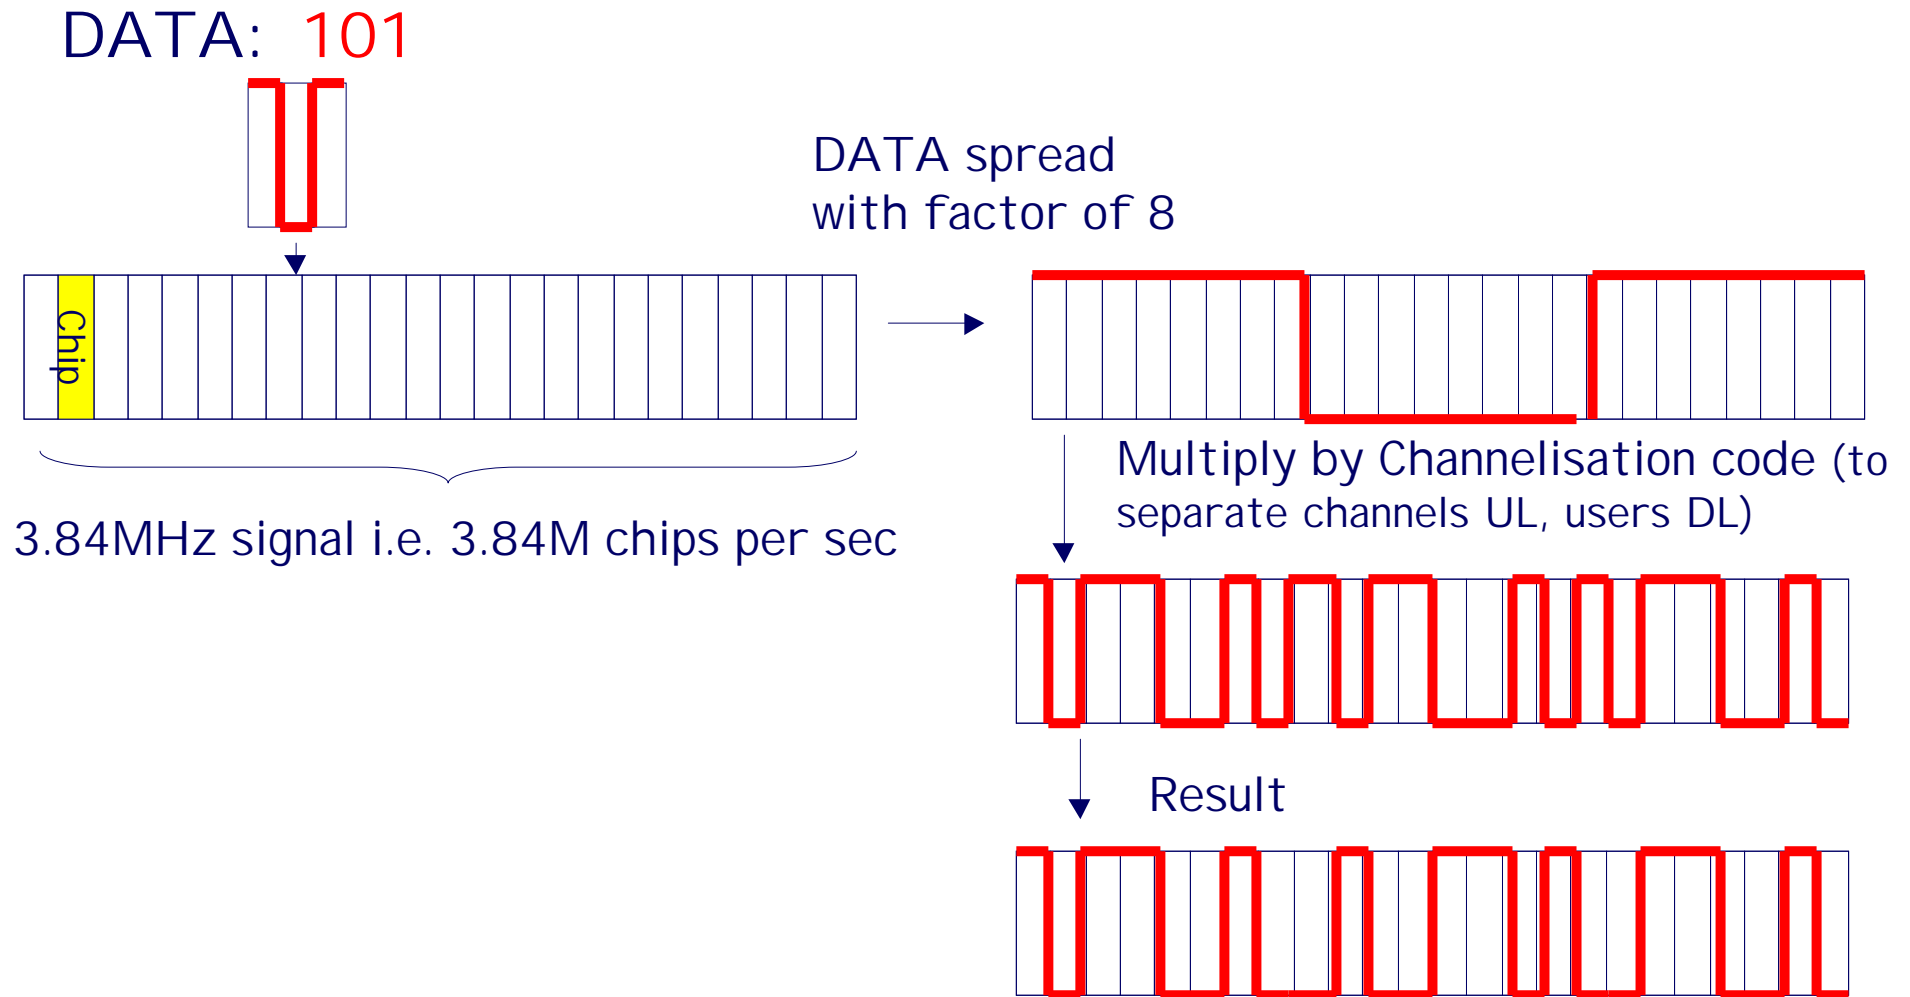 DATA: 101
DATA spread
with factor of 8
Chip
Multiply by Channelisation code (to
separate channels UL, users DL)
3.84MHz signal i.e. 3.84M chips per sec
Result